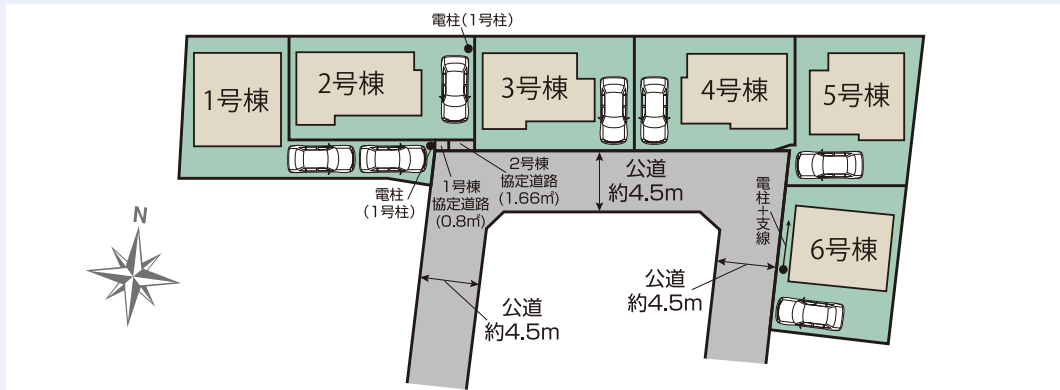 電柱(1号柱)
1号棟
2号棟
3号棟
4号棟
5号棟
電柱
(1号柱)
1号棟
協定道路
(0.8㎡)
2号棟
協定道路
(1.66㎡)
公道
約4.5m
電柱+支線
6号棟
N
公道
約4.5m
公道
約4.5m